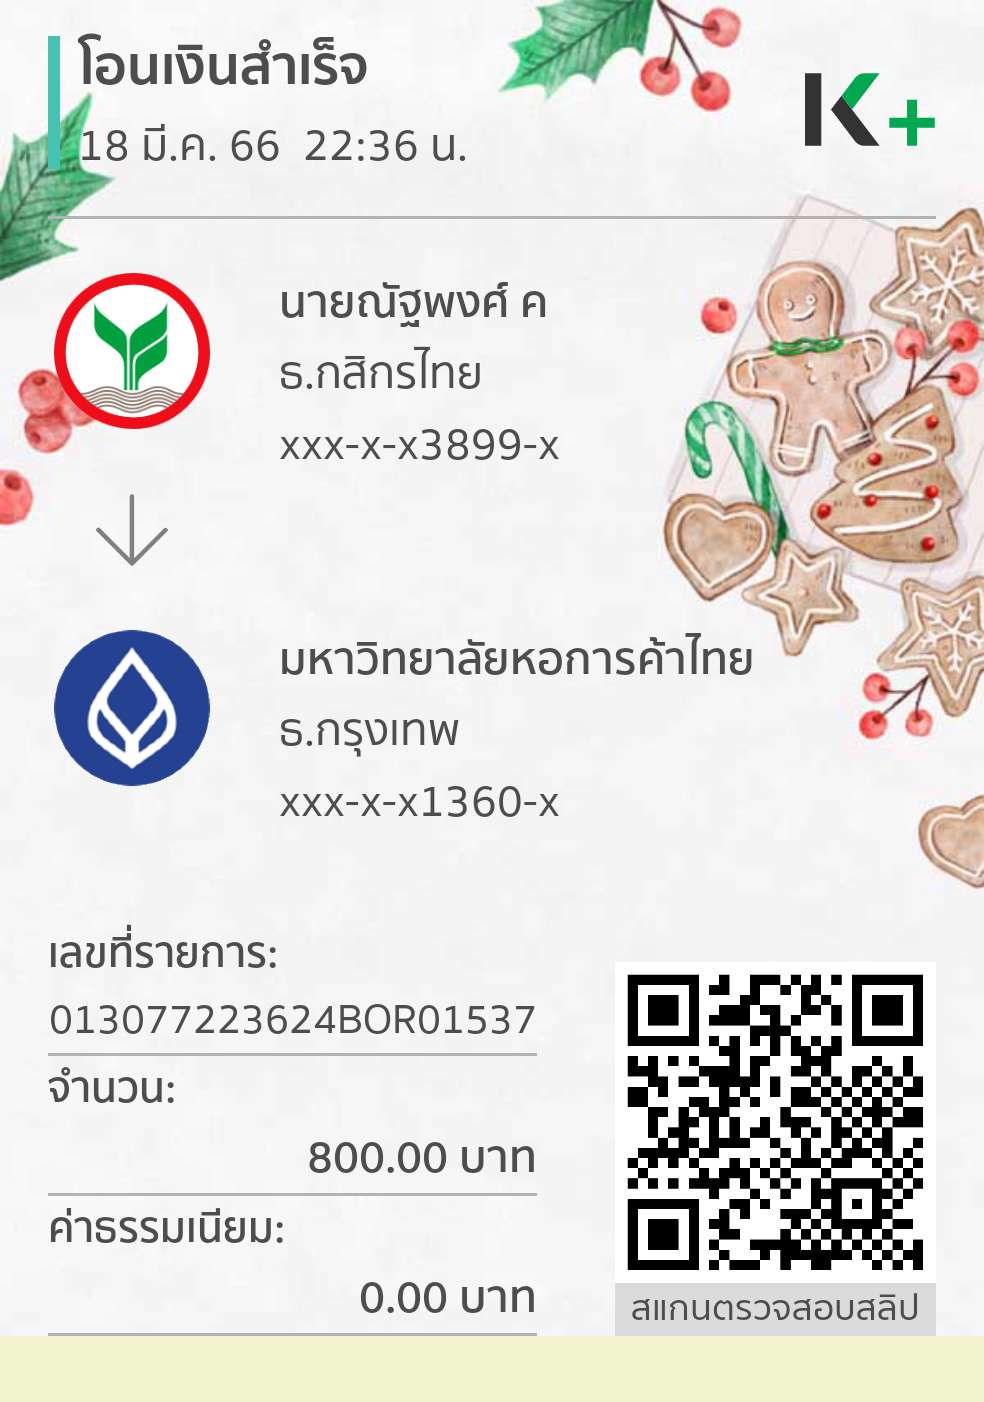 โอนเงินสำเร็จ
18 มี.ค. 66 22:36 น.
K+
นายณัฐพงศ์ ค
ธ.กสิกรไทย
xxx-x-x3899-x
มหาวิทยาลัยหอการค้าไทย
ธ.กรุงเทพ
xxx-x-x1360-x
เลขที่รายการ:
013077223624BOR01537
จำนวน:
800.00 บาท
ค่าธรรมเนียม:
0.00 บาท
สแกนตรวจสอบสลิป